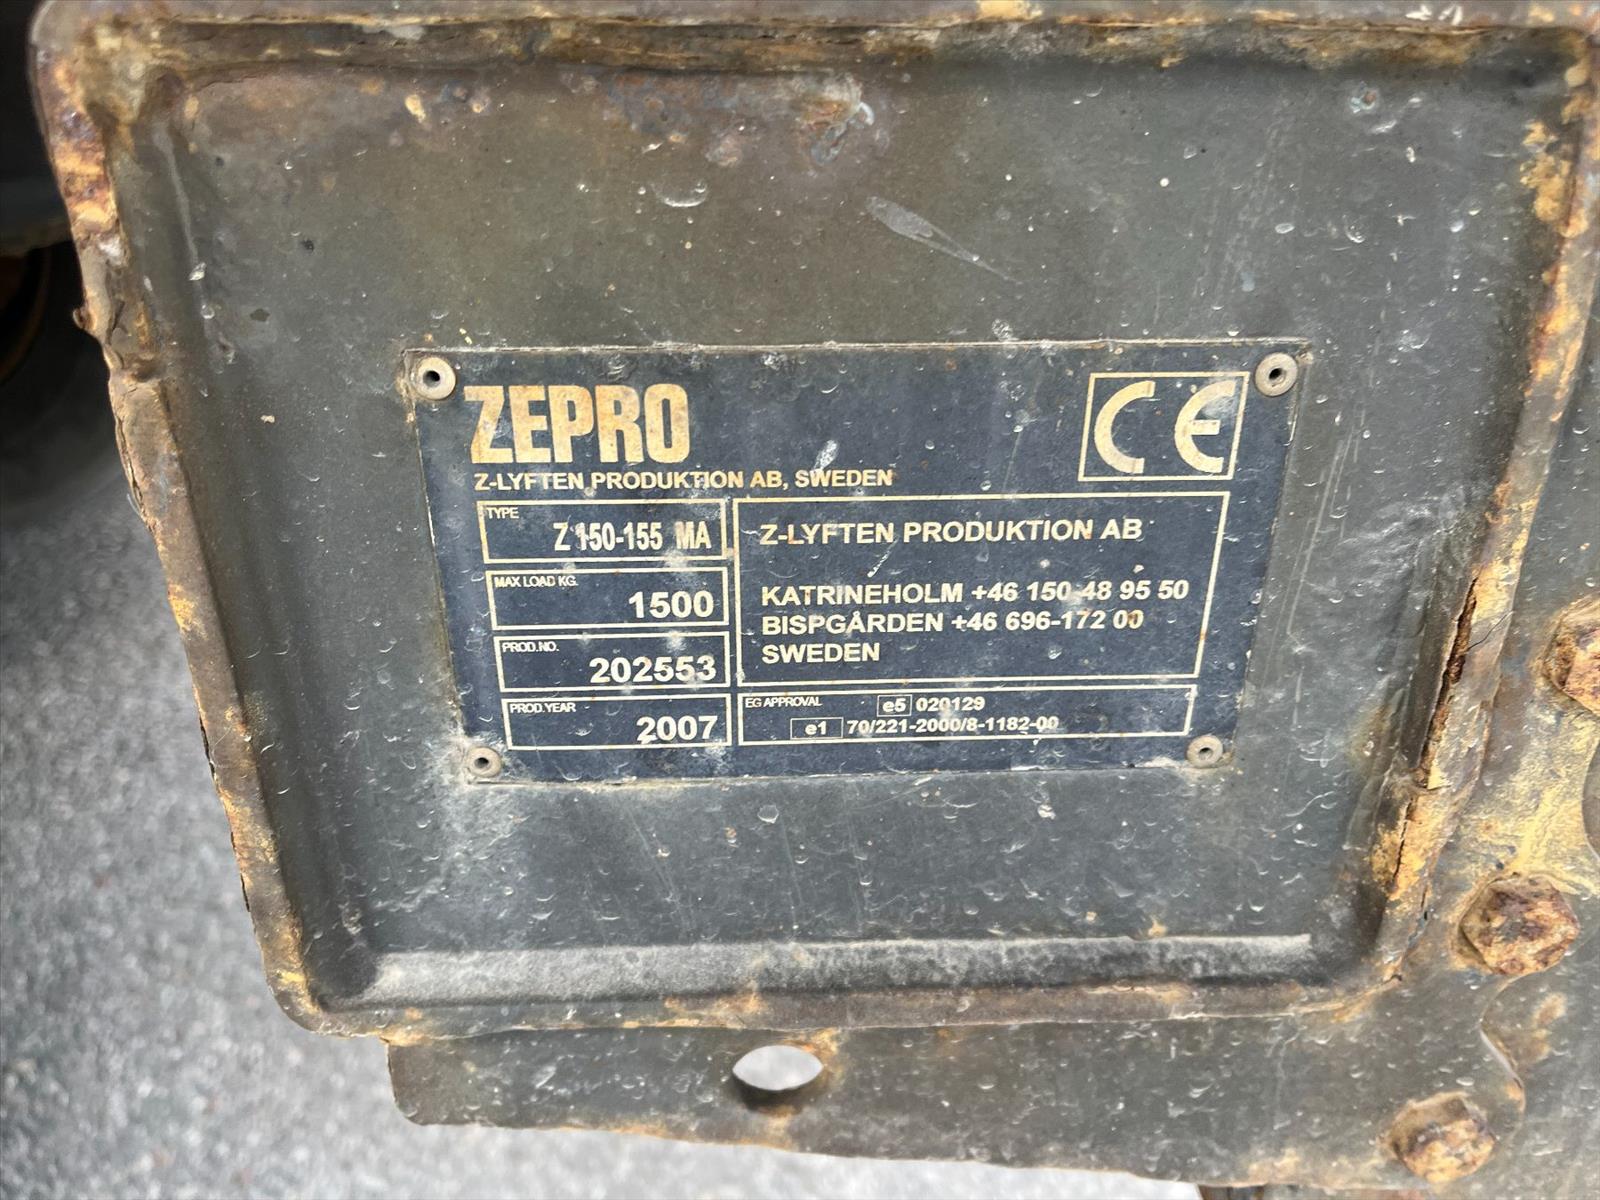 ZEPRO
CE
Z-LYFTEN PRODUKTION AB, SWEDEN
TYPE
Z 150-155 MA
MAX LOAD KG.
1500
PROD.NO.
202553
PROD.YEAR
2007
Z-LYFTEN PRODUKTION AB
KATRINEHOLM +46 150-48 95 50
BISPGÅRDEN +46 696-172 00
SWEDEN
EG APPROVAL
e5 020129
e1 70/221-2000/8-1182-00